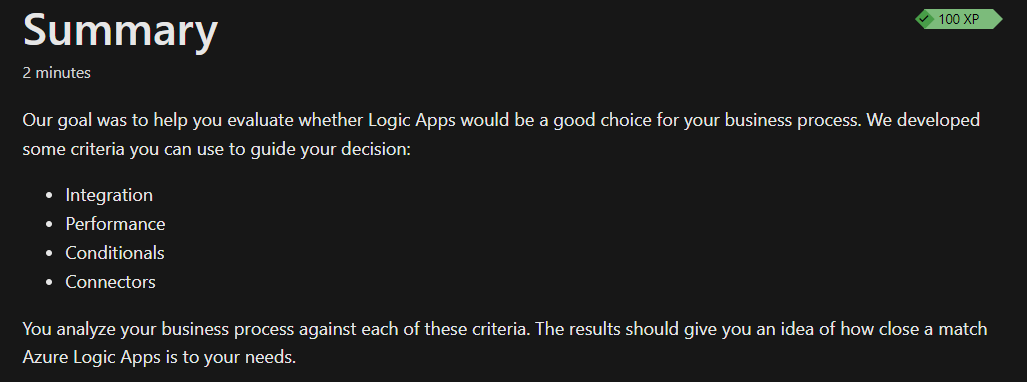 Summary
100 XP
2 minutes
Our goal was to help you evaluate whether Logic Apps would be a good choice for your business process. We developed
some criteria you can use to guide your decision:
• Integration
• Performance
• Conditionals
• Connectors
You analyze your business process against each of these criteria. The results should give you an idea of how close a match
Azure Logic Apps is to your needs.